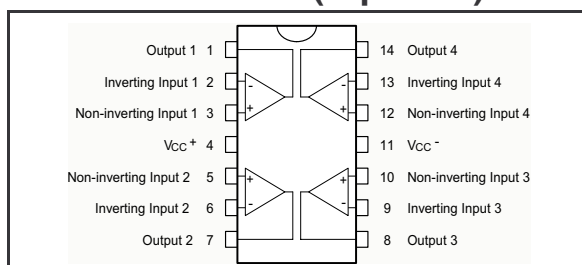 Output 1 1 14 Output 4
Inverting Input 1 2 - - 13 Inverting Input 4
Non-inverting Input 1 3 + + 12 Non-inverting Input 4
VCC + 4 11 VCC -
Non-inverting Input 2 5 + + 10 Non-inverting Input 3
Inverting Input 2 6 - - 9 Inverting Input 3
Output 2 7 8 Output 3